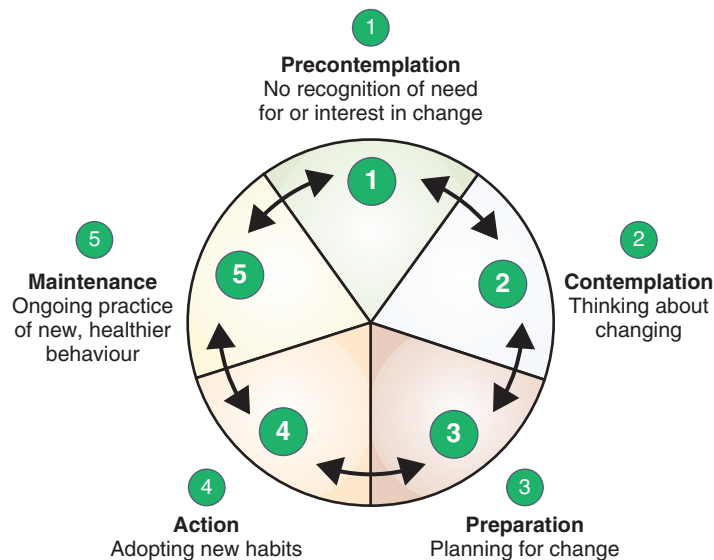 1
Precontemplation
No recognition of need
for or interest in change
1
2
3
4
5
2
Contemplation
Thinking about
changing
3
Preparation
Planning for change
4
Action
Adopting new habits
5
Maintenance
Ongoing practice
of new, healthier
behaviour